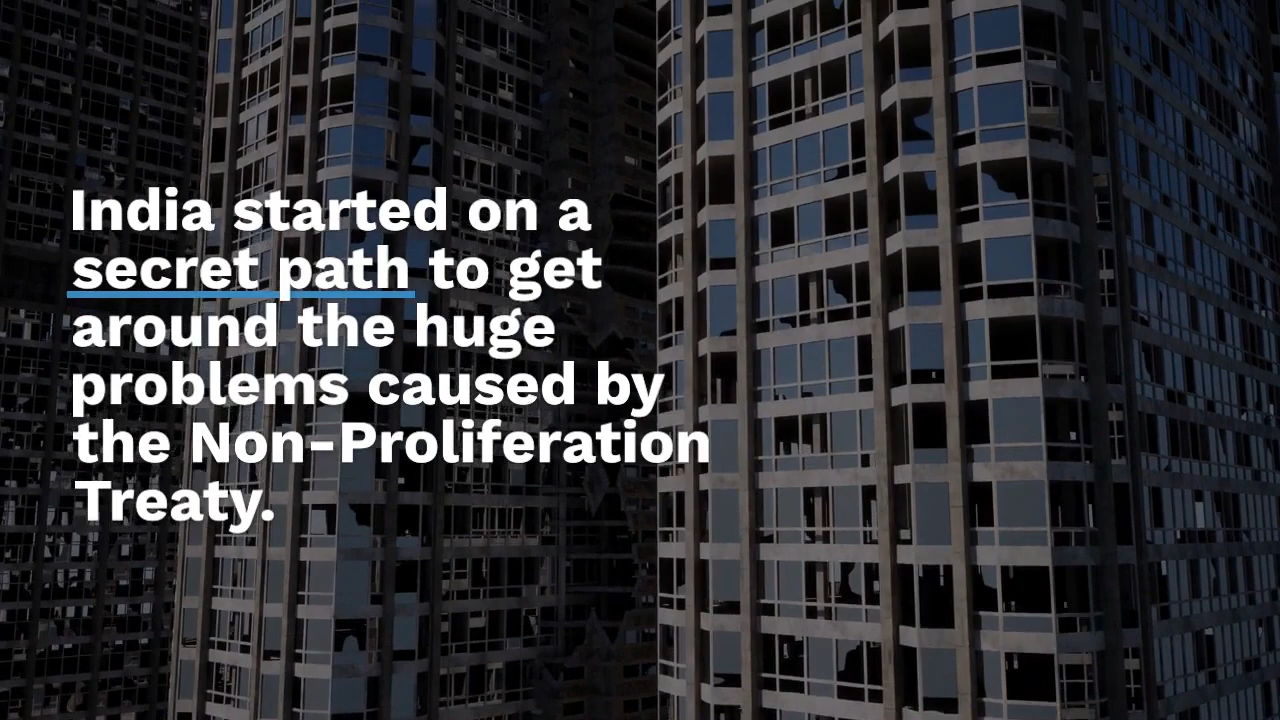 India started on a
secret path to get
around the huge
problems caused by
the Non-Proliferation
Treaty.